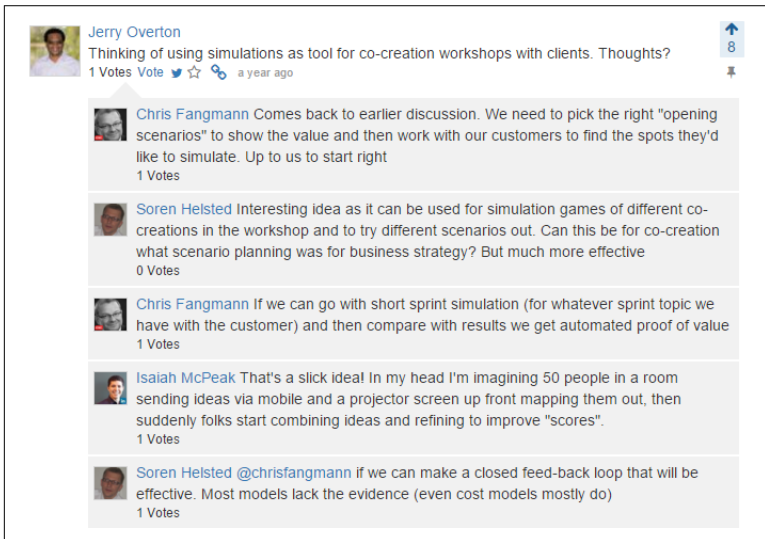 Jerry Overton
8
Thinking of using simulations as tool for co-creation workshops with clients. Thoughts?
1 Votes Vote a year ago
Chris Fangmann Comes back to earlier discussion. We need to pick the right "opening
scenarios" to show the value and then work with our customers to find the spots they'd
like to simulate. Up to us to start right
1 Votes
Soren Helsted Interesting idea as it can be used for simulation games of different co-
creations in the workshop and to try different scenarios out. Can this be for co-creation
what scenario planning was for business strategy? But much more effective
0 Votes
Chris Fangmann If we can go with short sprint simulation (for whatever sprint topic we
have with the customer) and then compare with results we get automated proof of value
1 Votes
Isaiah McPeak That's a slick idea! In my head I'm imagining 50 people in a room
sending ideas via mobile and a projector screen up front mapping them out, then
suddenly folks start combining ideas and refining to improve "scores".
1 Votes
Soren Helsted @chrisfangmann if we can make a closed feed-back loop that will be
effective. Most models lack the evidence (even cost models mostly do)
1 Votes